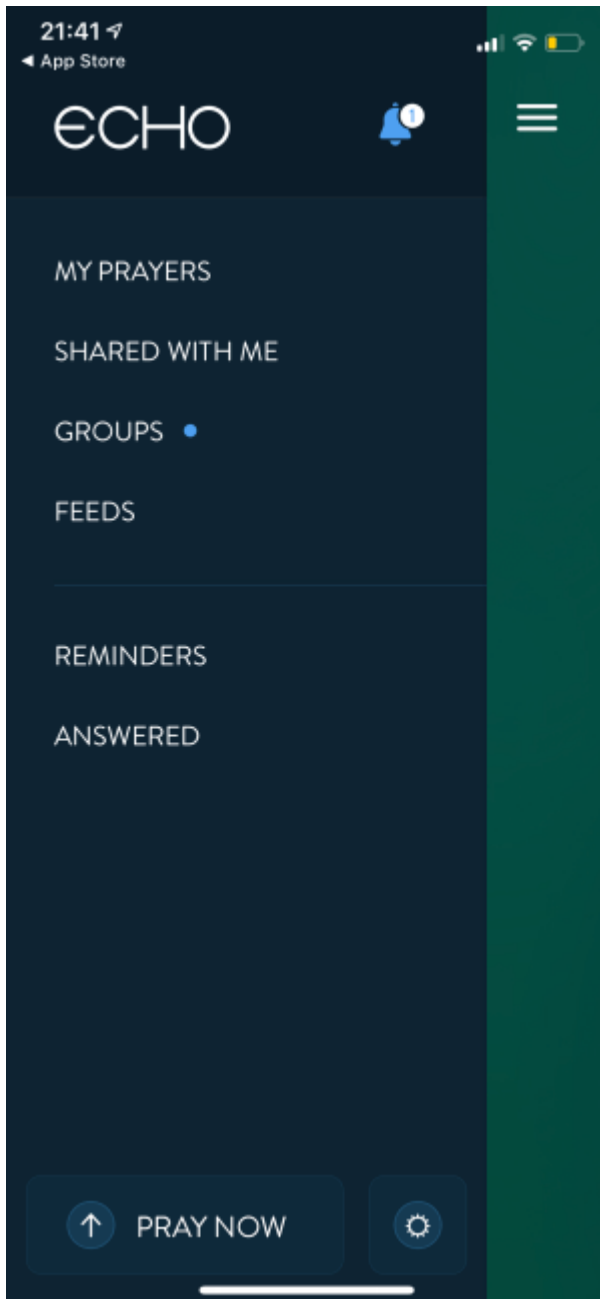 21:41
◀ App Store
ECHO
1
MY PRAYERS
SHARED WITH ME
GROUPS
FEEDS
REMINDERS
ANSWERED
PRAY NOW